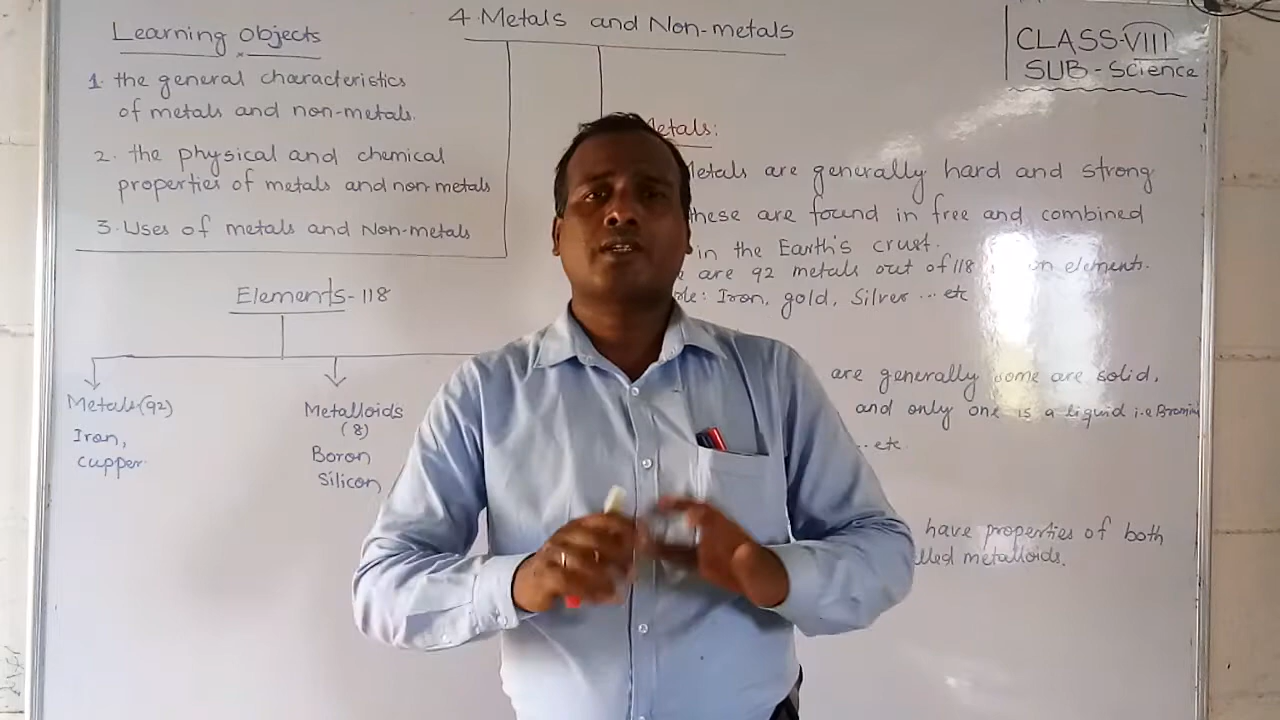 4. Metals and Non-metals
CLASS-VIII
SUB-Science
Learning objects
1. the general characteristics
of metals and non-metals.
2. the physical and chemical
properties of metals and non-metals
3. Uses of metals and Non-metals
Elements-118
Metals(92)
Iron,
Cupper.
Metalloids
(8)
Boron
Silicon
Metals:
Metals are generally hard and strong
these are found in free and combined
in the Earth's crust.
are 92 metals out of 118 elements.
Iron, gold, Silver ... etc
are generally some are solid,
and only one is a liquid i.e Bromin
.. etc.
have properties of both
metalloids.